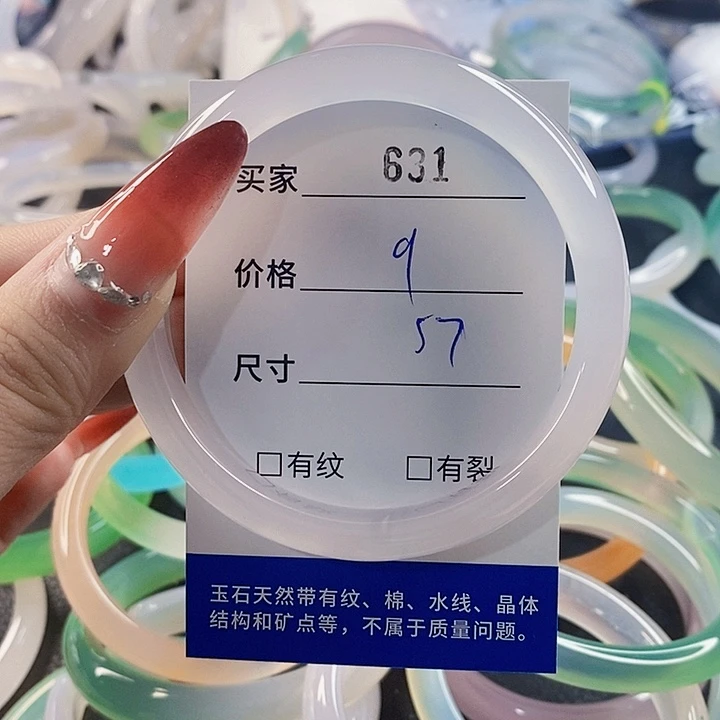 买家 631
价格 9
尺寸 57
□有纹 □有裂
玉石天然带有纹、棉、水线、晶体
结构和矿点等，不属于质量问题。